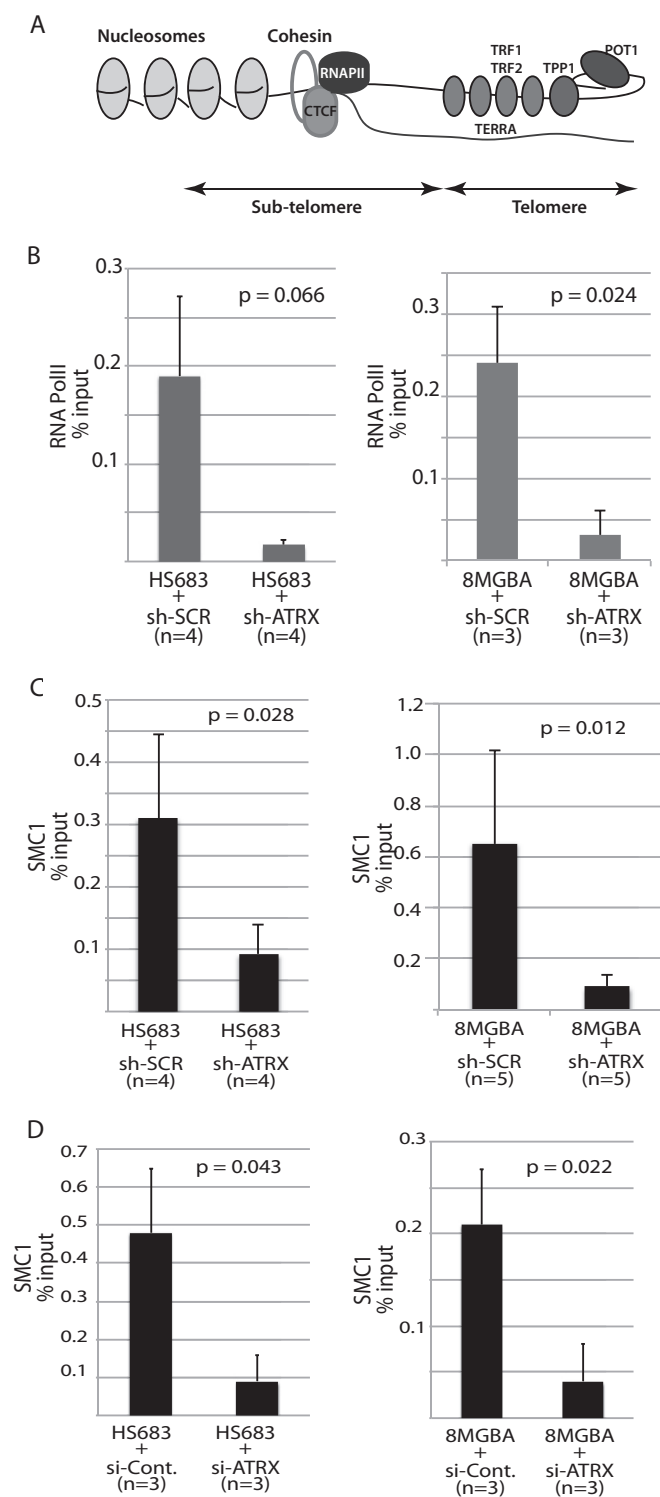 A
Nucleosomes
Cohesin
RNAPII
CTCF
TRF1
TRF2
TPP1
POT1
TERRA
Sub-telomere
Telomere
B
RNA PolII
% input
0.3
0.2
0.1
p = 0.066
HS683
+
sh-SCR
(n=4)
HS683
+
sh-ATRX
(n=4)
RNA PolII
% input
0.3
0.2
0.1
p = 0.024
8MGBA
+
sh-SCR
(n=3)
8MGBA
+
sh-ATRX
(n=3)
C
SMC1
% input
0.5
0.4
0.3
0.2
0.1
p = 0.028
HS683
+
sh-SCR
(n=4)
HS683
+
sh-ATRX
(n=4)
SMC1
% input
1.2
1.0
0.8
0.6
0.4
0.2
p = 0.012
8MGBA
+
sh-SCR
(n=5)
8MGBA
+
sh-ATRX
(n=5)
D
SMC1
% input
0.7
0.6
0.5
0.4
0.3
0.2
0.1
p = 0.043
HS683
+
si-Cont.
(n=3)
HS683
+
si-ATRX
(n=3)
SMC1
% input
0.3
0.2
0.1
p = 0.022
8MGBA
+
si-Cont.
(n=3)
8MGBA
+
si-ATRX
(n=3)